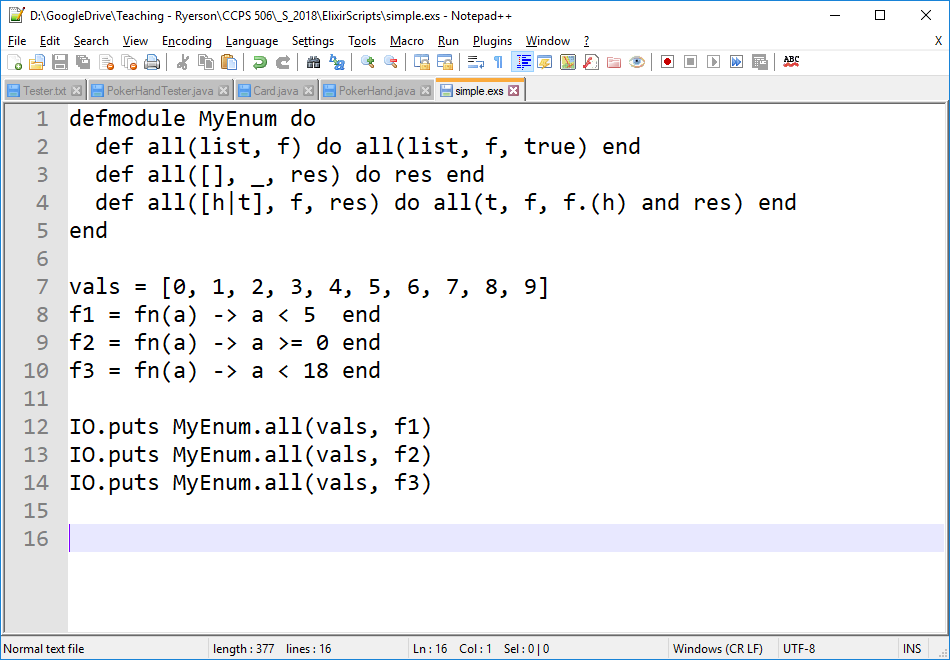 D:\GoogleDrive\Teaching - Ryerson\CCPS 506\_S_2018\ElixirScripts\simple.exs - Notepad++
File Edit Search View Encoding Language Settings Tools Macro Run Plugins Window ? X
ABC
Tester.txt PokerHandTester.java Card.java PokerHand.java simple.exs
1 defmodule MyEnum do
2   def all(list, f) do all(list, f, true) end
3   def all([], _, res) do res end
4   def all([h|t], f, res) do all(t, f, f.(h) and res) end
5 end
6
7 vals = [0, 1, 2, 3, 4, 5, 6, 7, 8, 9]
8 f1 = fn(a) -> a < 5  end
9 f2 = fn(a) -> a >= 0 end
10 f3 = fn(a) -> a < 18 end
11
12 IO.puts MyEnum.all(vals, f1)
13 IO.puts MyEnum.all(vals, f2)
14 IO.puts MyEnum.all(vals, f3)
15
16
Normal text file length : 377 lines : 16 Ln : 16 Col : 1 Sel : 0 | 0 Windows (CR LF) UTF-8 INS